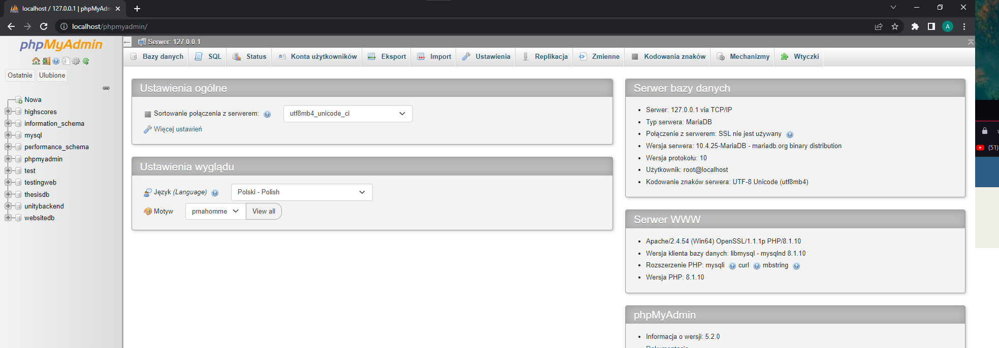 localhost / 127.0.0.1 | phpMyAdm
localhost/phpmyadmin/
A
phpMyAdmin
Ostatnie Ulubione
Nowa
highscores
information_schema
mysql
performance_schema
phpmyadmin
test
testingweb
thesisdb
unitybackend
websitedb
Serwer: 127.0.0.1
Bazy danych SQL Status Konta użytkowników Eksport Import Ustawienia Replikacja Zmienne Kodowania znaków Mechanizmy Wtyczki
Ustawienia ogólne
Sortowanie połączenia z serwerem: utf8mb4_unicode_ci
Więcej ustawień
Ustawienia wyglądu
Język (Language) Polski - Polish
Motyw pmahomme View all
Serwer bazy danych
Serwer: 127.0.0.1 via TCP/IP
Typ serwera: MariaDB
Połączenie z serwerem: SSL nie jest używany
Wersja serwera: 10.4.25-MariaDB - mariadb.org binary distribution
Wersja protokołu: 10
Użytkownik: root@localhost
Kodowanie znaków serwera: UTF-8 Unicode (utf8mb4)
Serwer WWW
Apache/2.4.54 (Win64) OpenSSL/1.1.1p PHP/8.1.10
Wersja klienta bazy danych: libmysql - mysqlnd 8.1.10
Rozszerzenie PHP: mysqli curl mbstring
Wersja PHP: 8.1.10
phpMyAdmin
Informacja o wersji: 5.2.0
(51)